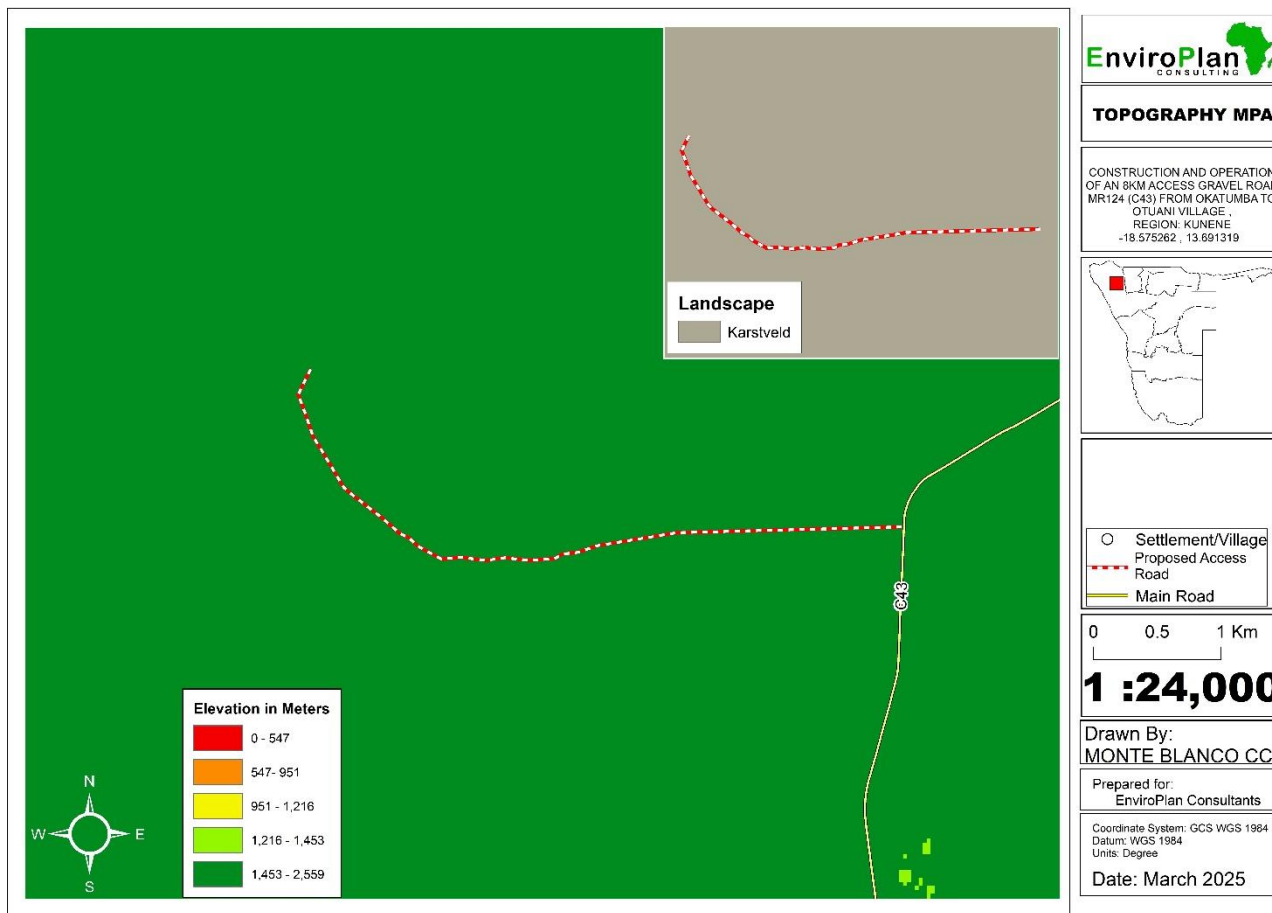 Landscape
Karstveld
C43
Elevation in Meters
0 - 547
547- 951
951 - 1,216
1,216 - 1,453
1,453 - 2,559
N
W
E
S
EnviroPlan
CONSULTING
TOPOGRAPHY MPA
CONSTRUCTION AND OPERATION
OF AN 8KM ACCESS GRAVEL ROA
MR124 (C43) FROM OKATUMBA TO
OTUANI VILLAGE ,
REGION: KUNENE
-18.575262 , 13.691319
Settlement/Village
Proposed Access
Road
Main Road
0 0.5 1 Km
1 :24,000
Drawn By:
MONTE BLANCO CC
Prepared for:
EnviroPlan Consultants
Coordinate System: GCS WGS 1984
Datum: WGS 1984
Units: Degree
Date: March 2025